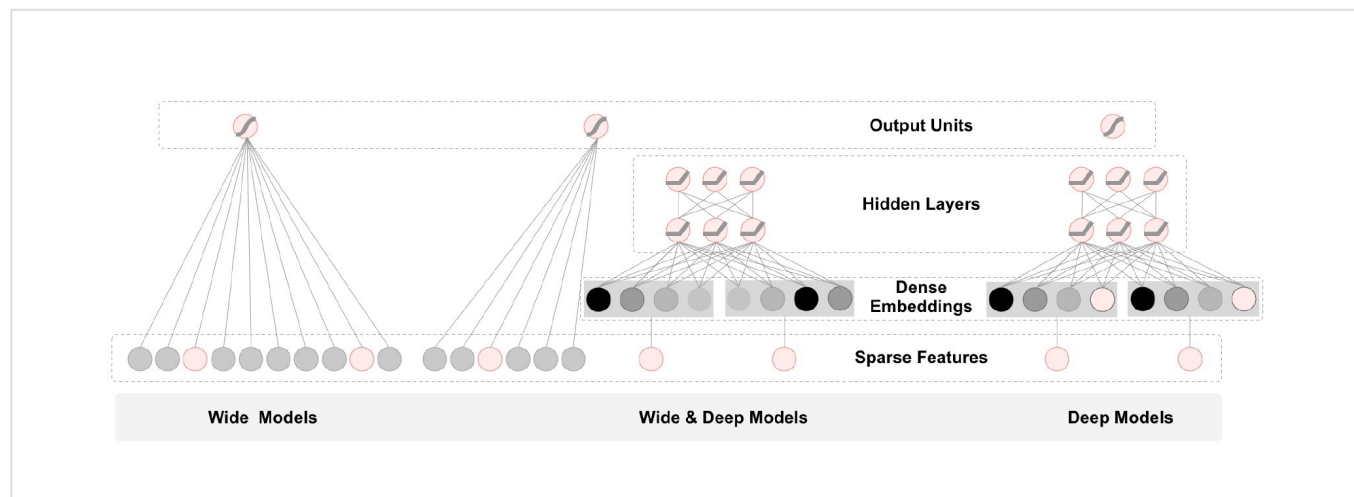 Output Units
Hidden Layers
Dense
Embeddings
Sparse Features
Wide Models
Wide & Deep Models
Deep Models